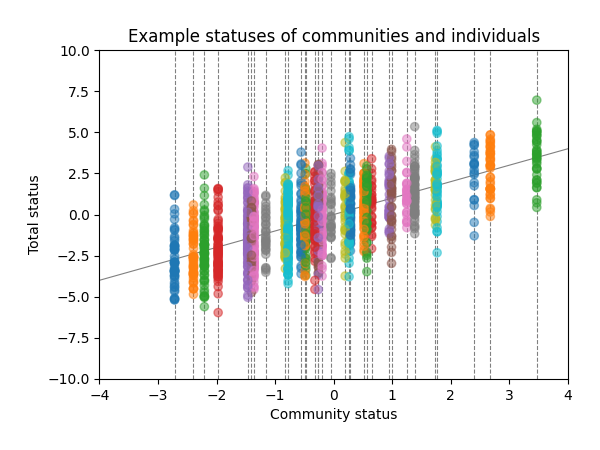 Example statuses of communities and individuals
10.0
7.5
5.0
2.5
0.0
−2.5
−5.0
−7.5
−10.0
Total status
−4 −3 −2 −1 0 1 2 3 4
Community status